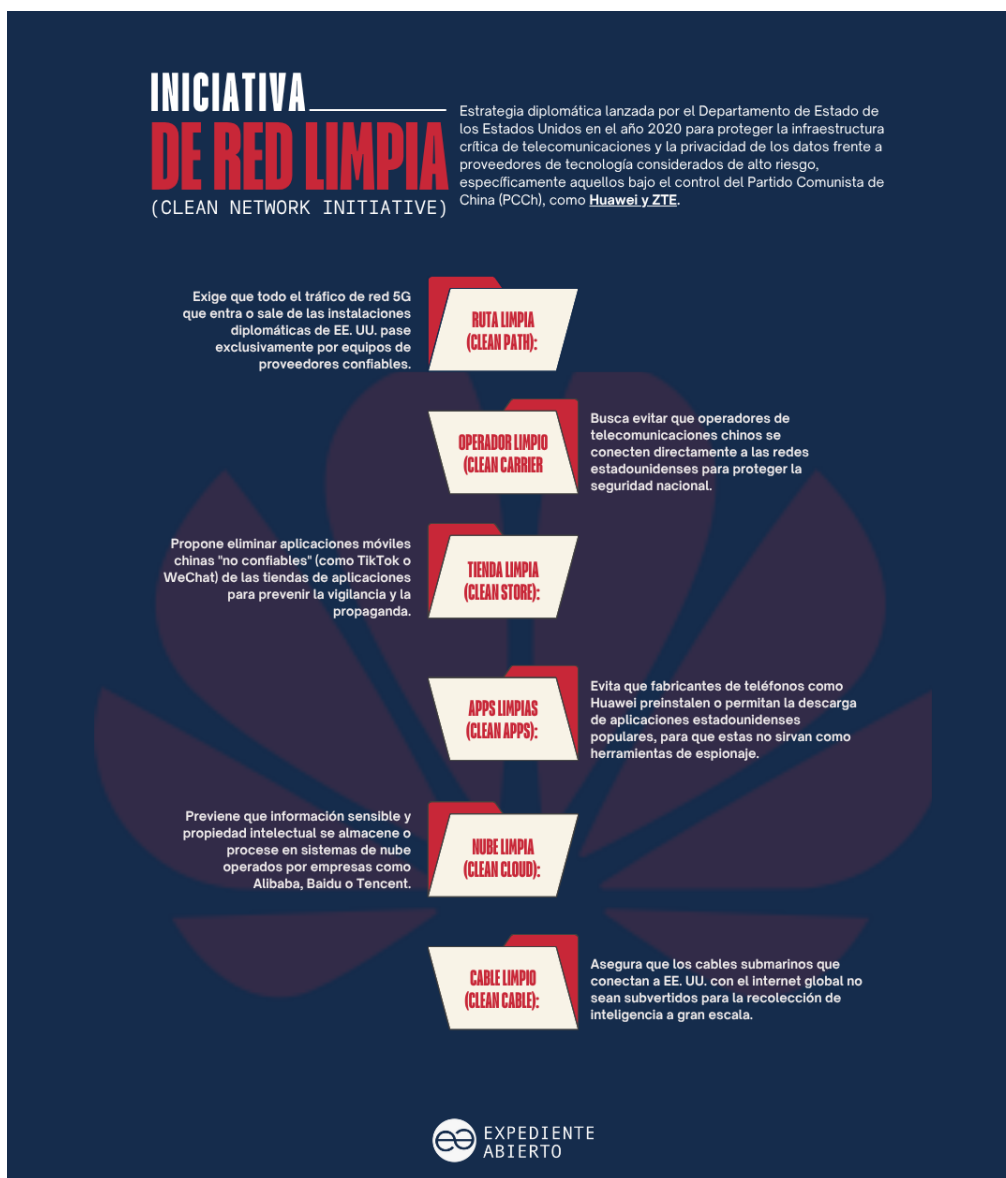 INICIATIVA
DE RED LIMPIA
(CLEAN NETWORK INITIATIVE)
Estrategia diplomática lanzada por el Departamento de Estado de
los Estados Unidos en el año 2020 para proteger la infraestructura
crítica de telecomunicaciones y la privacidad de los datos frente a
proveedores de tecnología considerados de alto riesgo,
específicamente aquellos bajo el control del Partido Comunista de
China (PCCh), como Huawei y ZTE.
Exige que todo el tráfico de red 5G
que entra o sale de las instalaciones
diplomáticas de EE. UU. pase
exclusivamente por equipos de
proveedores confiables.
RUTA LIMPIA
(CLEAN PATH):
OPERADOR LIMPIO
(CLEAN CARRIER
Busca evitar que operadores de
telecomunicaciones chinos se
conecten directamente a las redes
estadounidenses para proteger la
seguridad nacional.
Propone eliminar aplicaciones móviles
chinas "no confiables" (como TikTok o
WeChat) de las tiendas de aplicaciones
para prevenir la vigilancia y la
propaganda.
TIENDA LIMPIA
(CLEAN STORE):
APPS LIMPIAS
(CLEAN APPS):
Evita que fabricantes de teléfonos como
Huawei preinstalen o permitan la descarga
de aplicaciones estadounidenses
populares, para que estas no sirvan como
herramientas de espionaje.
Previene que información sensible y
propiedad intelectual se almacene o
procese en sistemas de nube
operados por empresas como
Alibaba, Baidu o Tencent.
NUBE LIMPIA
(CLEAN CLOUD):
CABLE LIMPIO
(CLEAN CABLE):
Asegura que los cables submarinos que
conectan a EE. UU. con el internet global no
sean subvertidos para la recolección de
inteligencia a gran escala.
EXPEDIENTE
ABIERTO